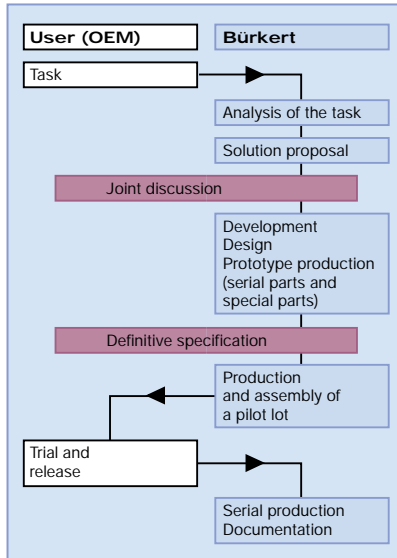 User (OEM)
Bürkert
Task
Analysis of the task
Solution proposal
Joint discussion
Development
Design
Prototype production
(serial parts and
special parts)
Definitive specification
Production
and assembly of
a pilot lot
Trial and
release
Serial production
Documentation